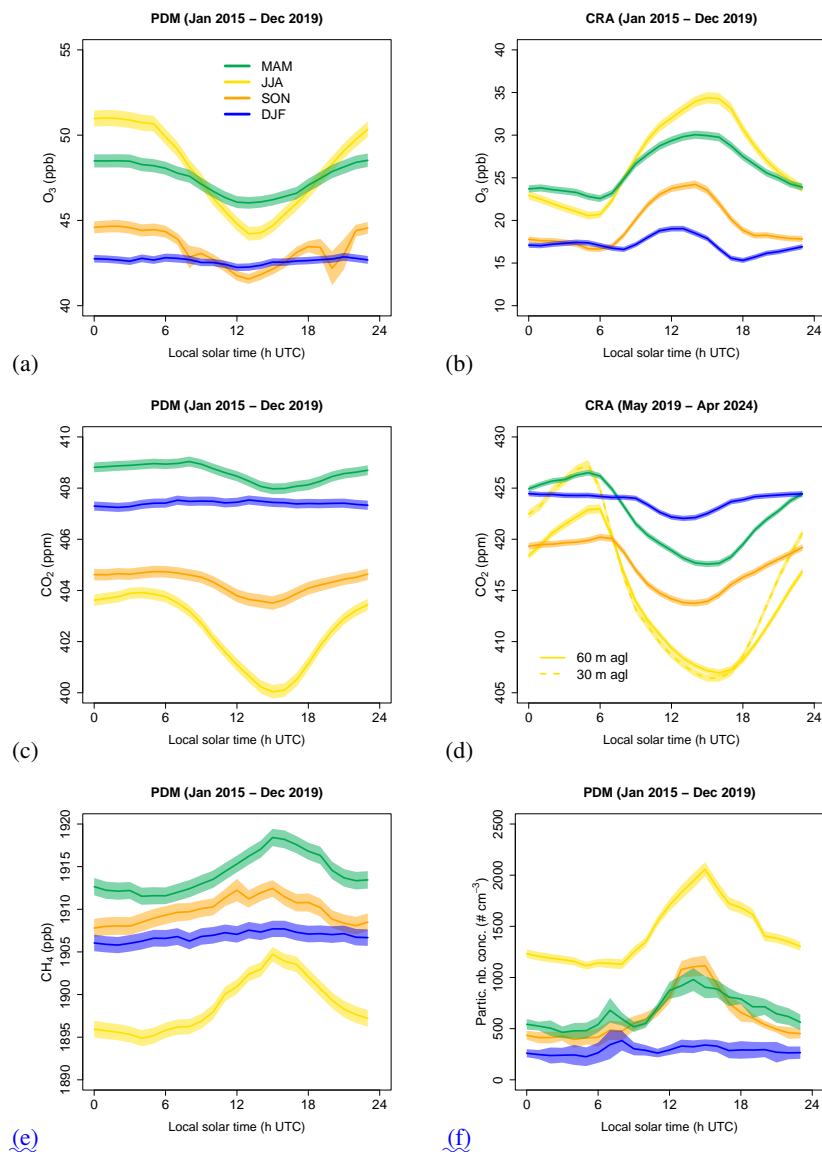 PDM (Jan 2015 – Dec 2019)
55
50
45
40
O3 (ppb)
MAM
JJA
SON
DJF
0 6 12 18 24
Local solar time (h UTC)
(a)
CRA (Jan 2015 – Dec 2019)
40
35
30
25
20
15
10
O3 (ppb)
0 6 12 18 24
Local solar time (h UTC)
(b)
PDM (Jan 2015 – Dec 2019)
410
408
406
404
402
400
CO2 (ppm)
0 6 12 18 24
Local solar time (h UTC)
(c)
CRA (May 2019 – Apr 2024)
430
425
420
415
410
405
CO2 (ppm)
60 m agl
30 m agl
0 6 12 18 24
Local solar time (h UTC)
(d)
PDM (Jan 2015 – Dec 2019)
1920
1915
1910
1905
1900
1895
1890
CH4 (ppb)
0 6 12 18 24
Local solar time (h UTC)
(e)
PDM (Jan 2015 – Dec 2019)
2500
2000
1500
1000
500
0
Partic. nb. conc. (# cm−3)
0 6 12 18 24
Local solar time (h UTC)
(f)